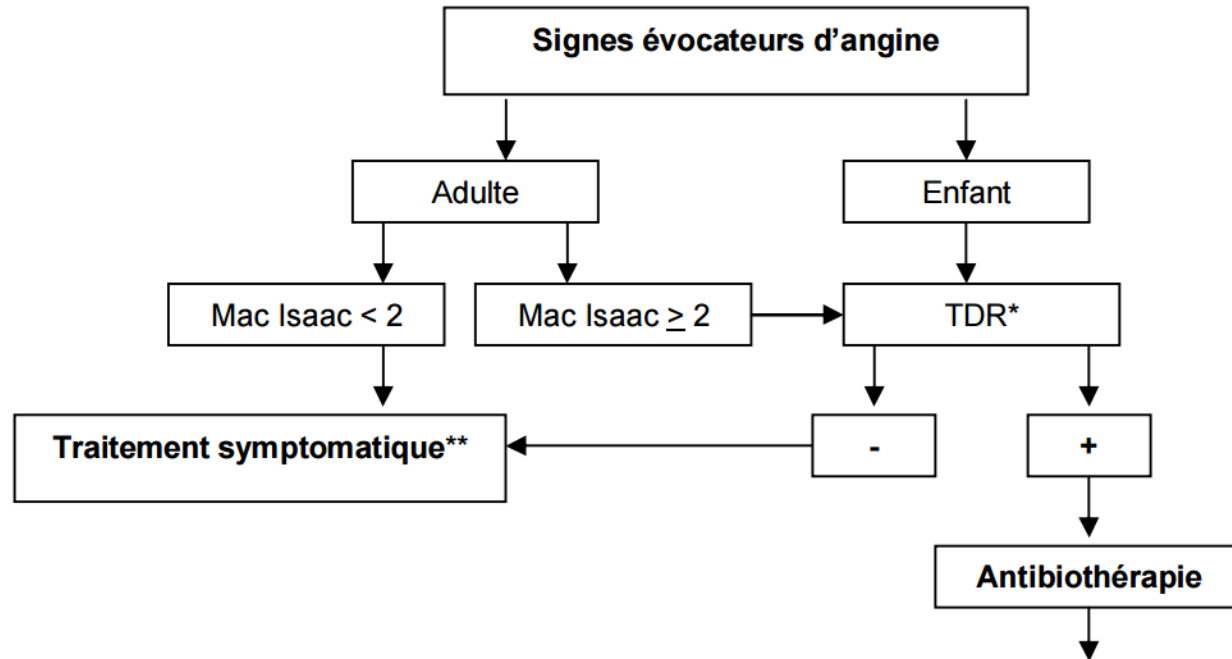 Signes évocateurs d’angine
Adulte
Enfant
Mac Isaac < 2
Mac Isaac ≥ 2
TDR*
Traitement symptomatique**
-
+
Antibiothérapie